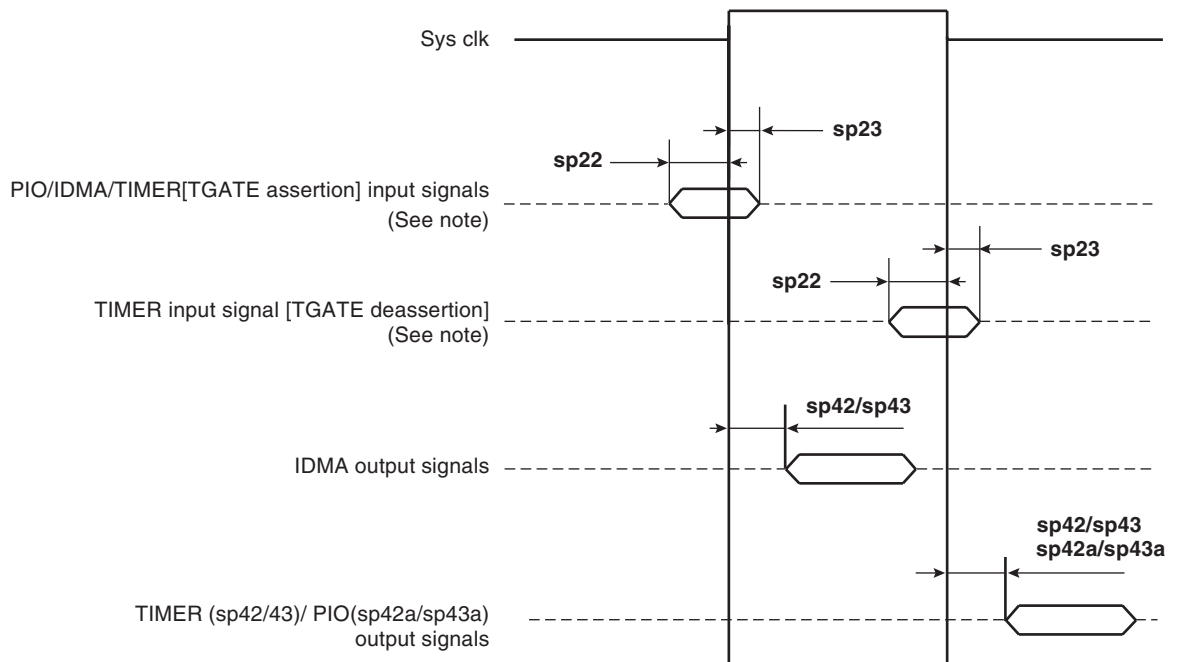 Sys clk
sp23
sp22
PIO/IDMA/TIMER[TGATE assertion] input signals
(See note)
sp23
sp22
TIMER input signal [TGATE deassertion]
(See note)
sp42/sp43
IDMA output signals
sp42/sp43
sp42a/sp43a
TIMER (sp42/43)/ PIO(sp42a/sp43a)
output signals